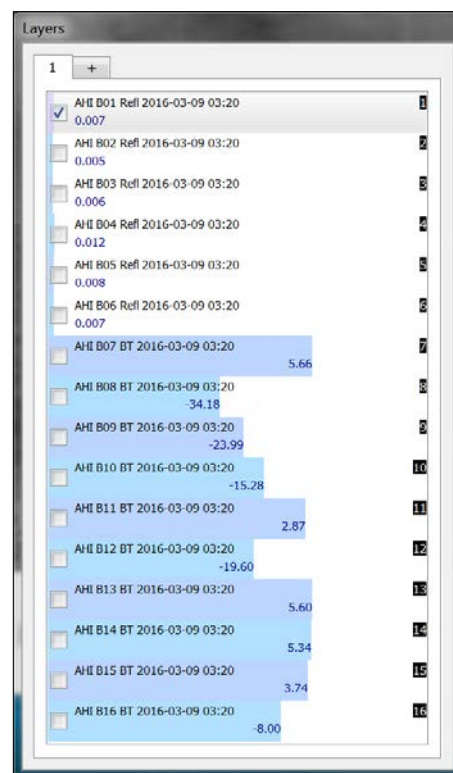 Layers
1 +
AHI B01 Refl 2016-03-09 03:20 1
0.007
AHI B02 Refl 2016-03-09 03:20 2
0.005
AHI B03 Refl 2016-03-09 03:20 3
0.006
AHI B04 Refl 2016-03-09 03:20 4
0.012
AHI B05 Refl 2016-03-09 03:20 5
0.008
AHI B06 Refl 2016-03-09 03:20 6
0.007
AHI B07 BT 2016-03-09 03:20 7
5.66
AHI B08 BT 2016-03-09 03:20 8
-34.18
AHI B09 BT 2016-03-09 03:20 9
-23.99
AHI B10 BT 2016-03-09 03:20 10
-15.28
AHI B11 BT 2016-03-09 03:20 11
2.87
AHI B12 BT 2016-03-09 03:20 12
-19.60
AHI B13 BT 2016-03-09 03:20 13
5.60
AHI B14 BT 2016-03-09 03:20 14
5.34
AHI B15 BT 2016-03-09 03:20 15
3.74
AHI B16 BT 2016-03-09 03:20 16
-8.00